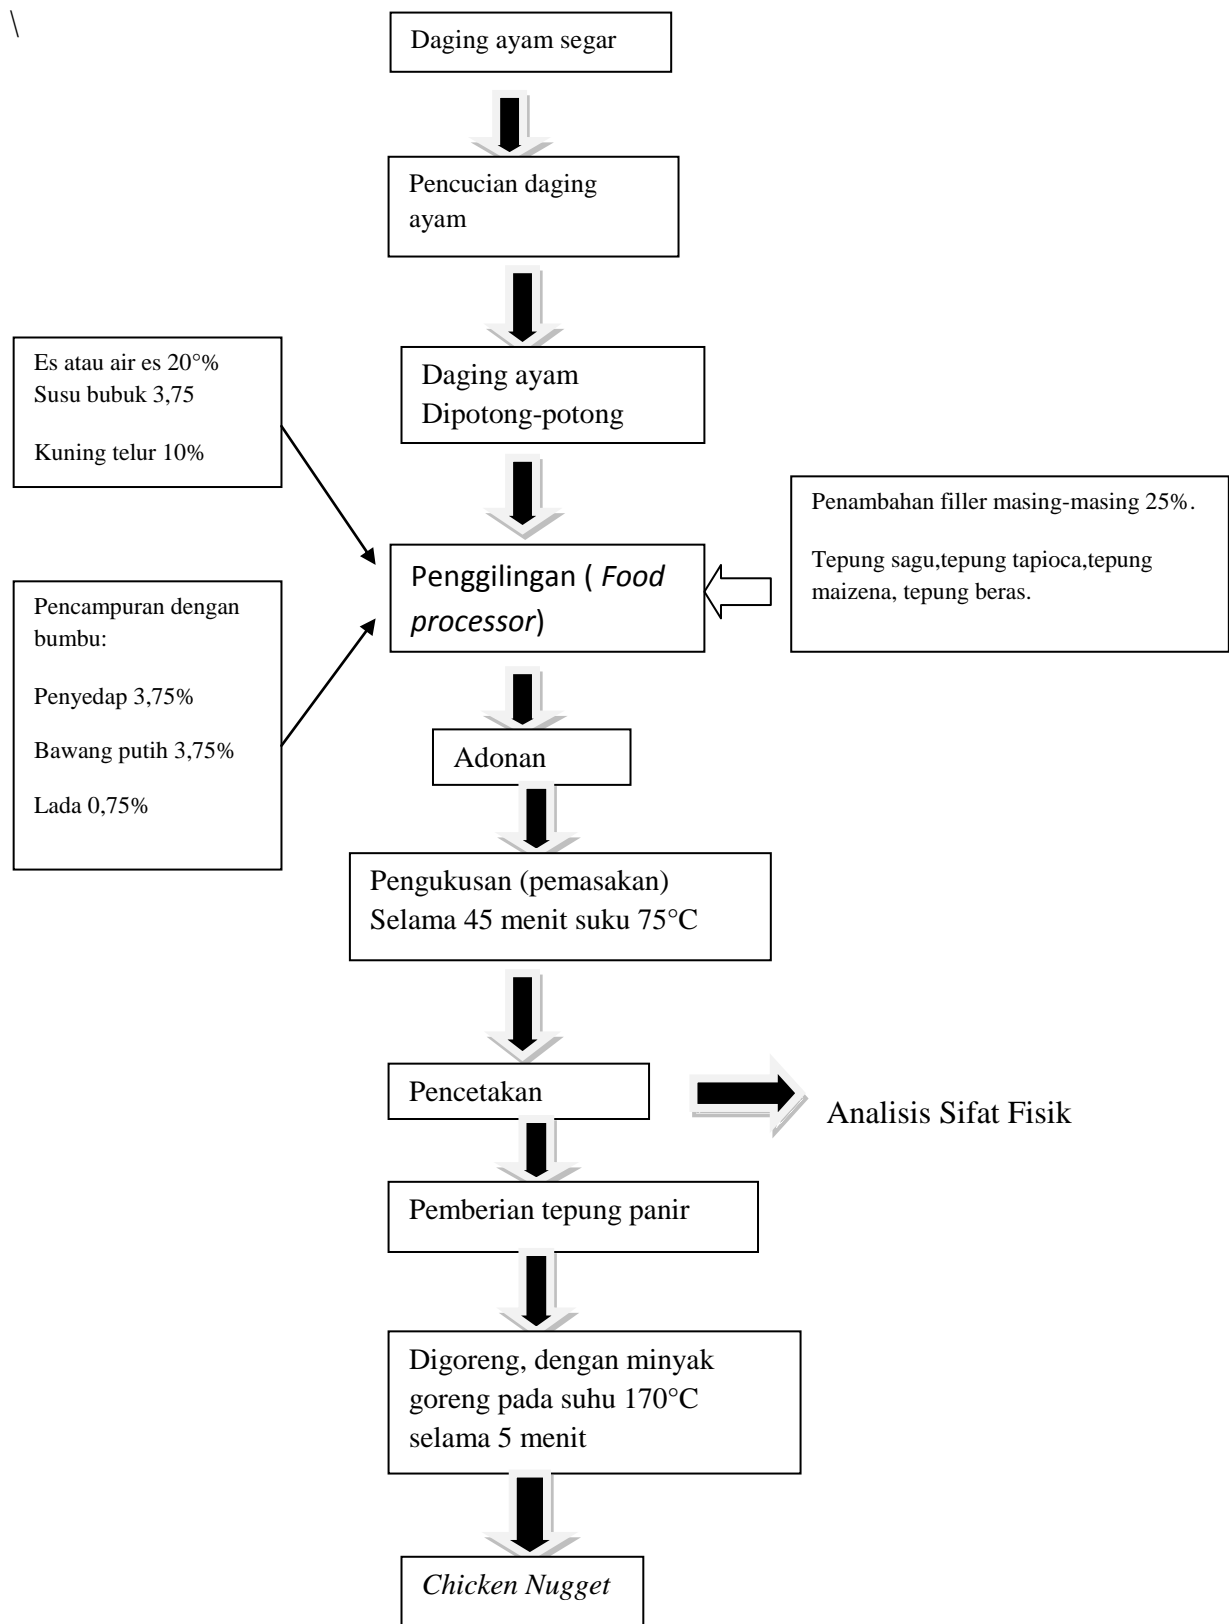 \
Daging ayam segar
Pencucian daging
ayam
Daging ayam
Dipotong-potong
Es atau air es 20°%
Susu bubuk 3,75
Kuning telur 10%
Penambahan filler masing-masing 25%.
Tepung sagu,tepung tapioca,tepung
maizena, tepung beras.
Penggilingan ( Food
processor)
Pencampuran dengan
bumbu:
Penyedap 3,75%
Bawang putih 3,75%
Lada 0,75%
Adonan
Pengukusan (pemasakan)
Selama 45 menit suku 75°C
Pencetakan
Analisis Sifat Fisik
Pemberian tepung panir
Digoreng, dengan minyak
goreng pada suhu 170°C
selama 5 menit
Chicken Nugget